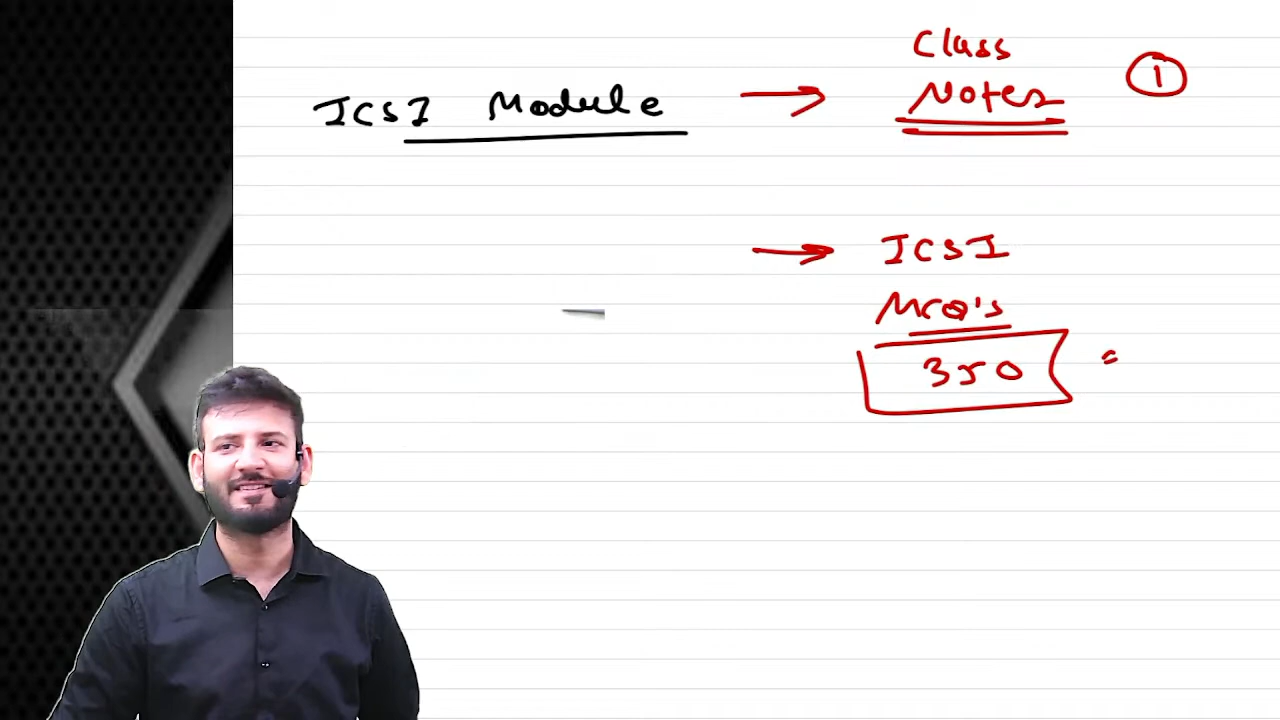 Class
ICSI Module → Notes ①
→ ICSI
MCQ's
350 =